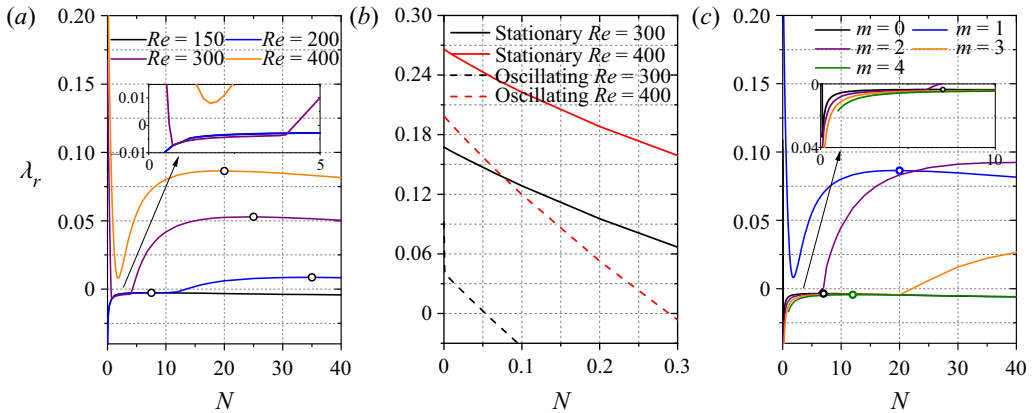 (a)
0.20
0.15
0.10
0.05
0
λr
Re = 150
Re = 200
Re = 300
Re = 400
0.01
0
-0.01
0
5
0
10
20
30
40
N
(b)
0.30
0.24
0.18
0.12
0.06
0
Stationary Re = 300
Stationary Re = 400
Oscillating Re = 300
Oscillating Re = 400
0
0.1
0.2
0.3
N
(c)
0.20
0.15
0.10
0.05
0
m = 0
m = 1
m = 2
m = 3
m = 4
0
0.04
0
10
0
10
20
30
40
N